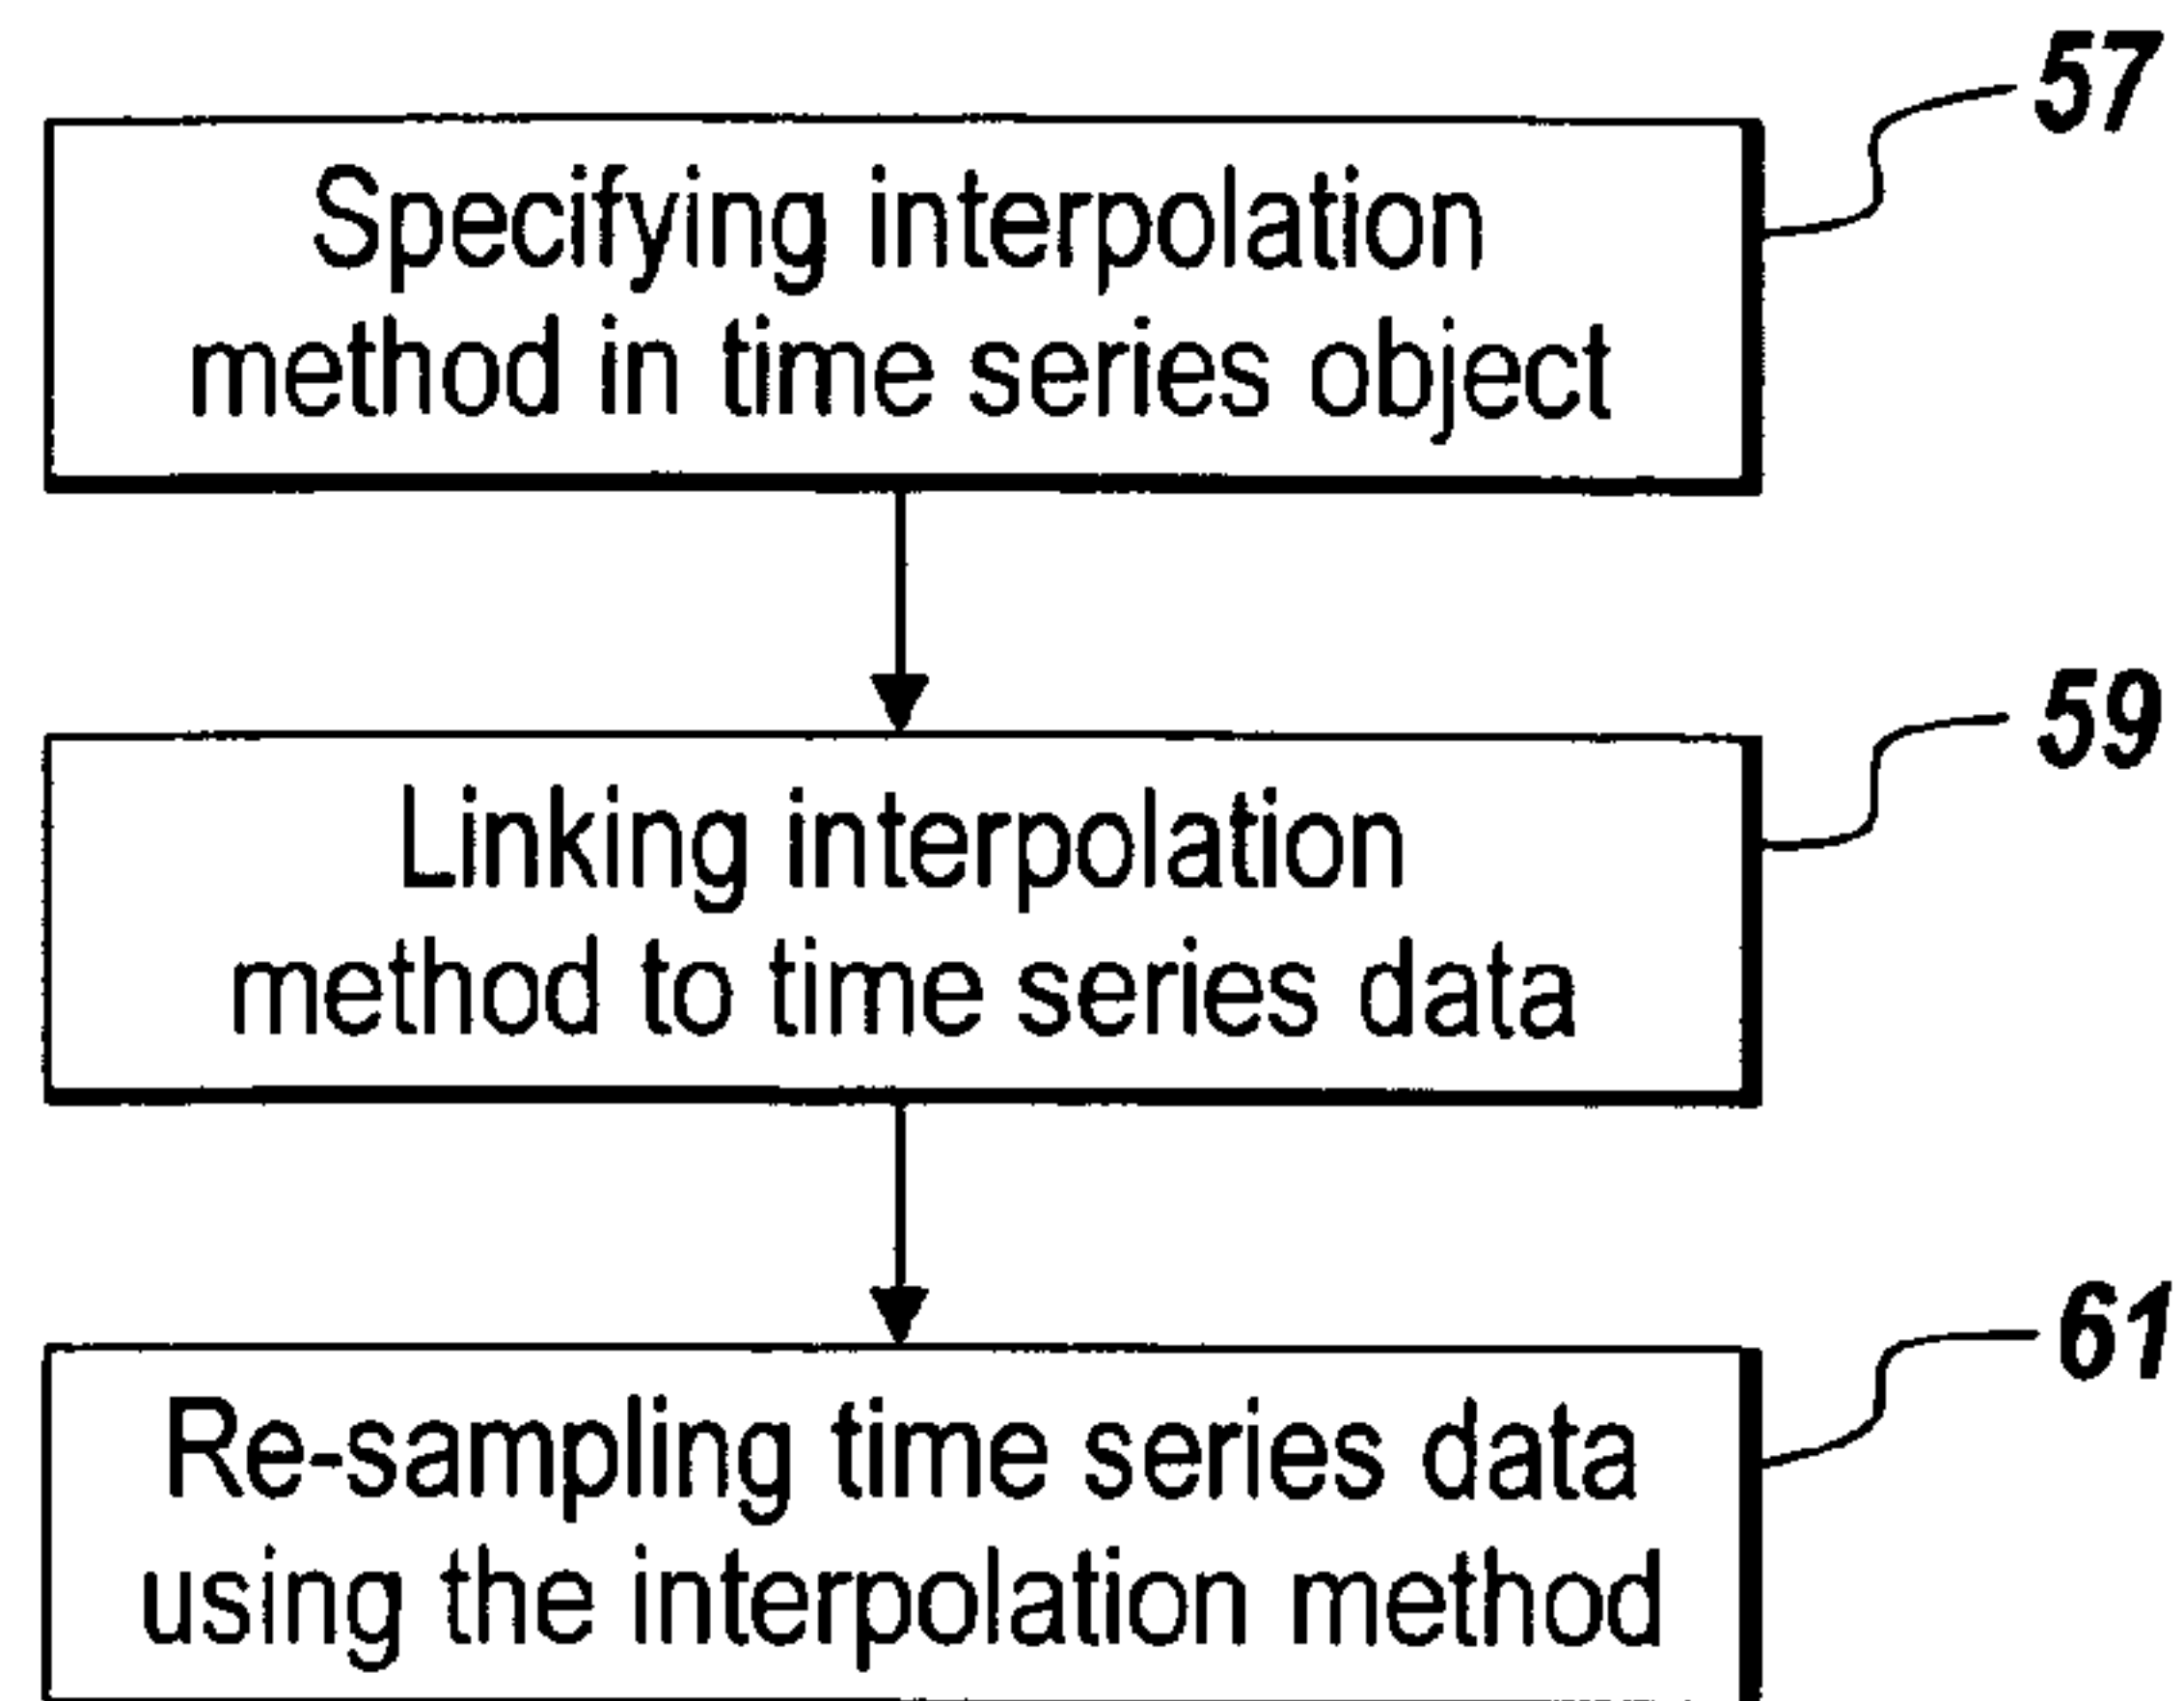 57
Specifying interpolation
method in time series object
59
Linking interpolation
method to time series data
61
Re-sampling time series data
using the interpolation method